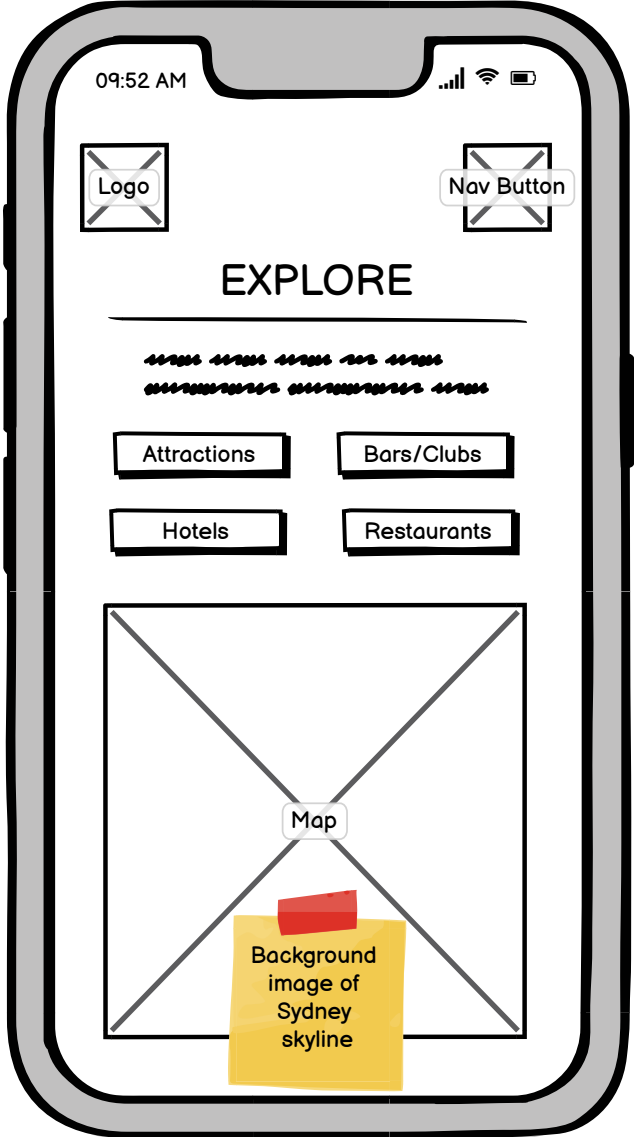 09:52 AM
Logo
Nav Button
EXPLORE
Attractions
Bars/Clubs
Hotels
Restaurants
Map
Background
image of
Sydney
skyline